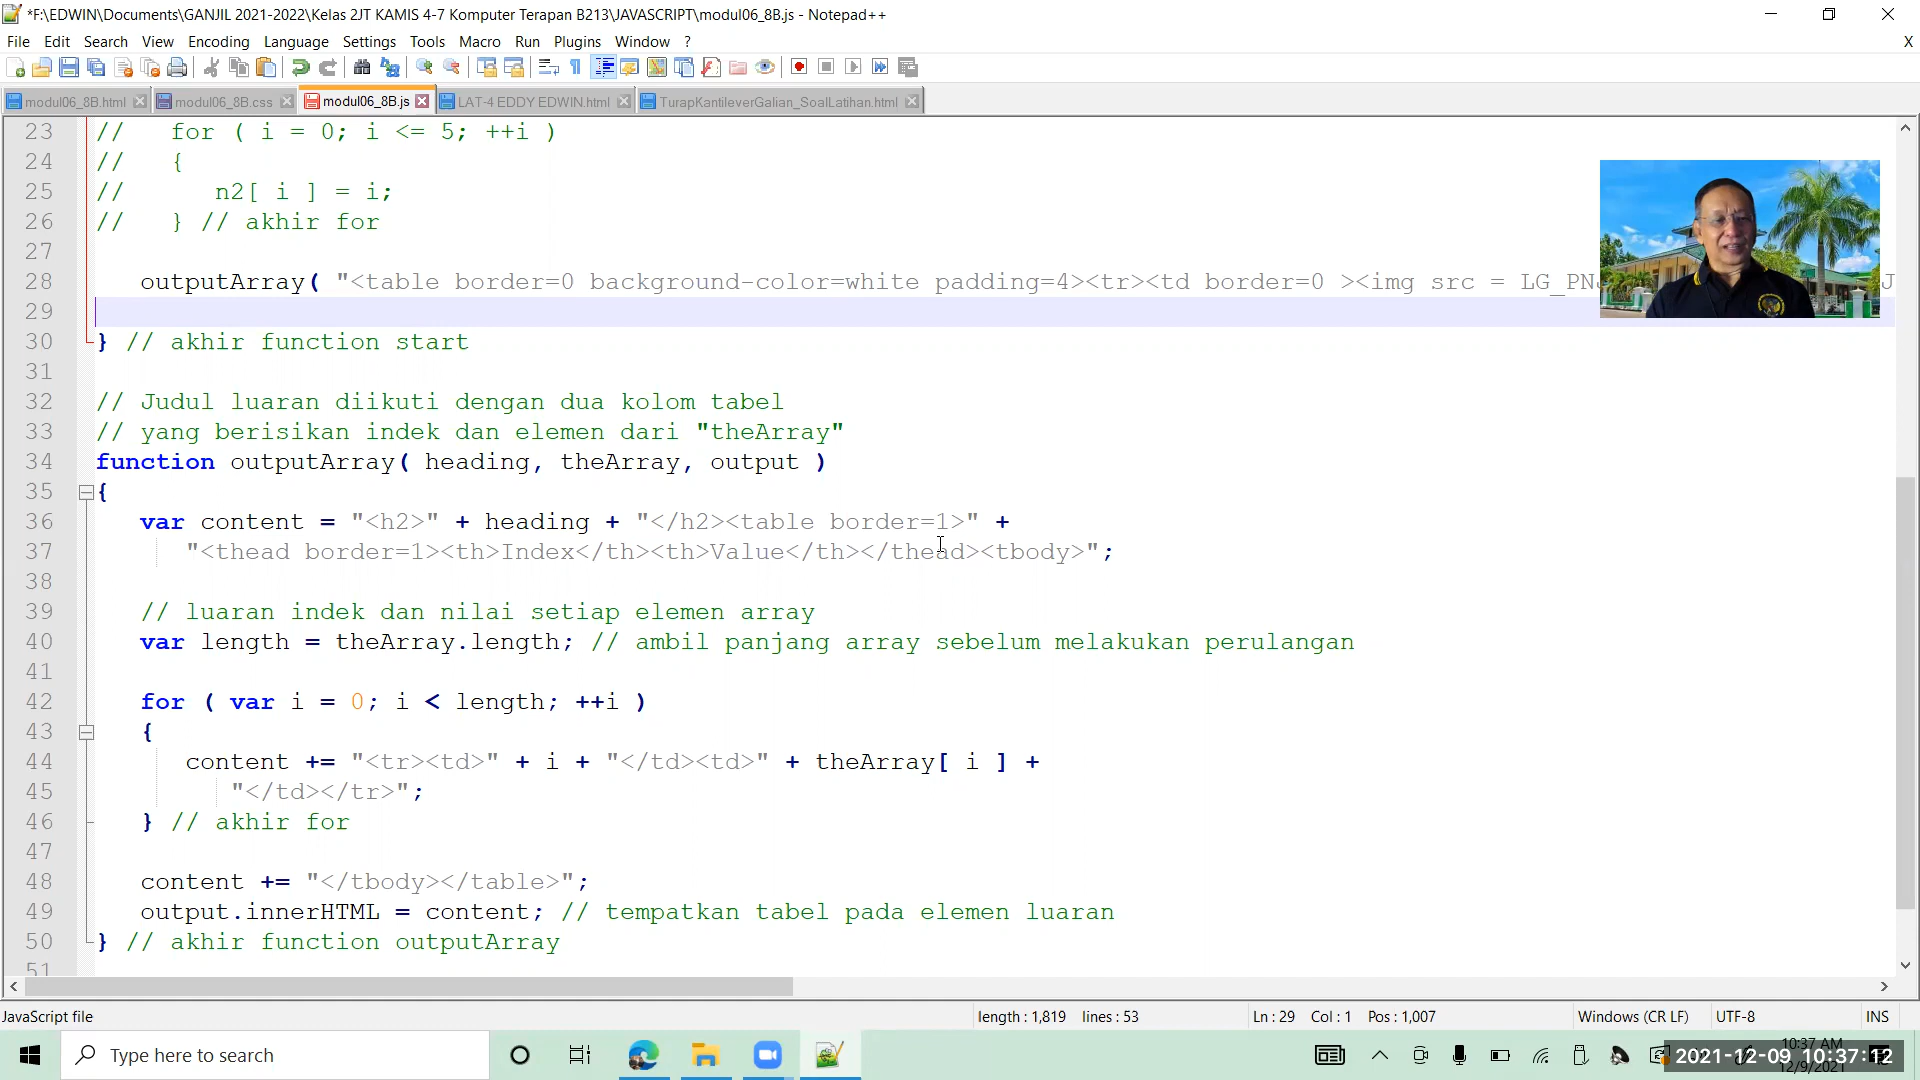 *F:\EDWIN\Documents\GANJIL 2021-2022\Kelas 2JT KAMIS 4-7 Komputer Terapan B213\JAVASCRIPT\modul06_8B.js - Notepad++
File Edit Search View Encoding Language Settings Tools Macro Run Plugins Window ? X
modul06_8B.html modul06_8B.css modul06_8B.js LAT-4 EDDY EDWIN.html TurapKantileverGalian_SoalLatihan.html
23 // for ( i = 0; i <= 5; ++i )
24 // {
25 // n2[ i ] = i;
26 // } // akhir for
27
28 outputArray( "<table border=0 background-color=white padding=4><tr><td border=0 ><img src = LG_PN
29
30 } // akhir function start
31
32 // Judul luaran diikuti dengan dua kolom tabel
33 // yang berisikan indek dan elemen dari "theArray"
34 function outputArray( heading, theArray, output )
35 {
36 var content = "<h2>" + heading + "</h2><table border=1>" +
37 "<thead border=1><th>Index</th><th>Value</th></thead><tbody>";
38
39 // luaran indek dan nilai setiap elemen array
40 var length = theArray.length; // ambil panjang array sebelum melakukan perulangan
41
42 for ( var i = 0; i < length; ++i )
43 {
44 content += "<tr><td>" + i + "</td><td>" + theArray[ i ] +
45 "</td></tr>";
46 } // akhir for
47
48 content += "</tbody></table>";
49 output.innerHTML = content; // tempatkan tabel pada elemen luaran
50 } // akhir function outputArray
51
JavaScript file length : 1,819 lines : 53 Ln : 29 Col : 1 Pos : 1,007 Windows (CR LF) UTF-8 INS
Type here to search
10:37 AM
2021-12-09 10:37:12
12/9/2021